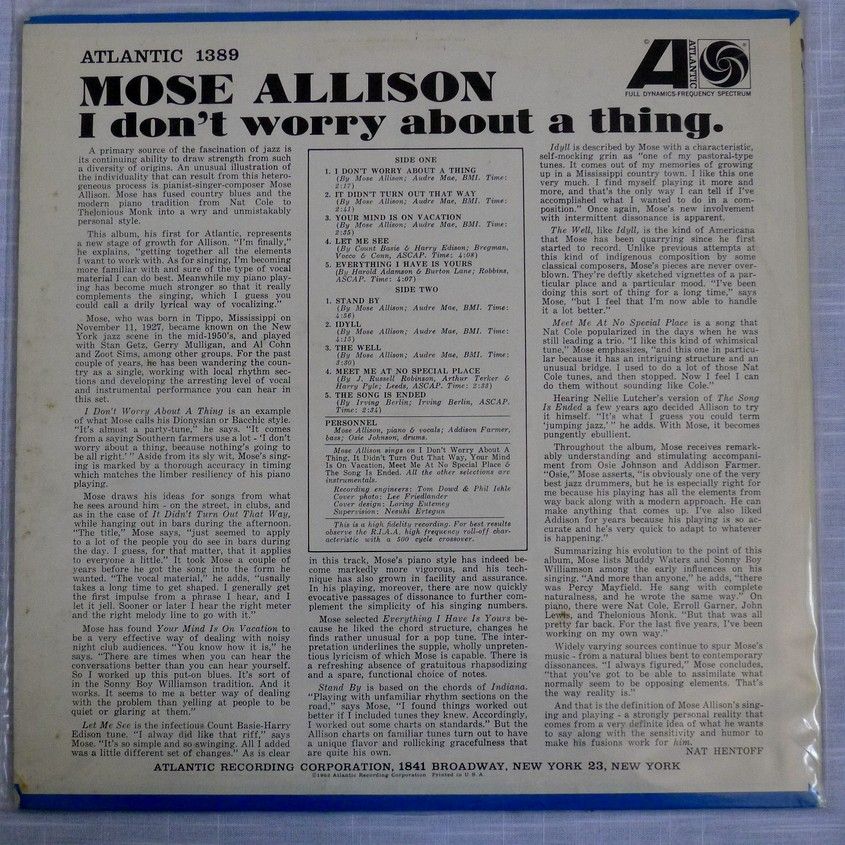 ATLANTIC 1389
MOSE ALLISON
I don't worry about a thing.
ATLANTIC
FULL DYNAMICS-FREQUENCY SPECTRUM
A primary source of the fascination of jazz is
its continuing ability to draw strength from such
a diversity of origins. An unusual illustration of
the individuality that can result from this hetero-
geneous process is pianist-singer-composer Mose
Allison. Mose has fused country blues and the
modern piano tradition from Nat Cole to
Thelonious Monk into a wry and unmistakably
personal style.
This album, his first for Atlantic, represents
a new stage of growth for Allison. "I'm finally,"
he explains, "getting together all the elements
I want to work with. As for singing, I'm becoming
more familiar with and sure of the type of vocal
material I can do best. Meanwhile my piano play-
ing has become much stronger so that it really
complements the singing, which I guess you
could call a drily lyrical way of vocalizing."
Mose, who was born in Tippo, Mississippi on
November 11, 1927, became known on the New
York jazz scene in the mid-1950's, and played
with Stan Getz, Gerry Mulligan, and Al Cohn
and Zoot Sims, among other groups. For the past
couple of years, he has been wandering the coun-
try as a single, working with local rhythm sec-
tions and developing the arresting level of vocal
and instrumental performance you can hear in
this set.
I Don't Worry About A Thing is an example
of what Mose calls his Dionysian or Bacchic style.
"It's almost a party-tune," he says. "It comes
from a saying Southern farmers use a lot - 'I don't
worry about a thing, because nothing's going to
be all right.' " Aside from its sly wit, Mose's sing-
ing is marked by a thorough accuracy in timing
which matches the limber resiliency of his piano
playing.
Mose draws his ideas for songs from what
he sees around him - on the street, in clubs, and
as in the case of It Didn't Turn Out That Way,
while hanging out in bars during the afternoon.
"The title," Mose says, "just seemed to apply
to a lot of the people you do see in bars during
the day. I guess, for that matter, that it applies
to everyone a little." It took Mose a couple of
years before he got the song into the form he
wanted. "The vocal material," he adds, "usually
takes a long time to get shaped. I generally get
the first impulse from a phrase I hear, and I
let it jell. Sooner or later I hear the right meter
and the right melody line to go with it."
Mose has found Your Mind Is On Vacation to
be a very effective way of dealing with noisy
night club audiences. "You know how it is," he
says. "There are times when you can hear the
conversations better than you can hear yourself.
So I worked up this put-on blues. It's sort of
in the Sonny Boy Williamson tradition. And it
works. It seems to me a better way of dealing
with the problem than yelling at people to be
quiet or glaring at them."
Let Me See is the infectious Count Basie-Harry
Edison tune. "I alway did like that riff," says
Mose. "It's so simple and so swinging. All I added
was a little different set of changes." As is clear
SIDE ONE
1. I DON'T WORRY ABOUT A THING
(By Mose Allison; Audre Mae, BMI. Time:
2:17)
2. IT DIDN'T TURN OUT THAT WAY
(By Mose Allison; Audre Mae, BMI. Time:
2:41)
3. YOUR MIND IS ON VACATION
(By Mose Allison; Audre Mae, BMI. Time:
2:35)
4. LET ME SEE
(By Count Basie & Harry Edison; Bregman,
Vocco & Conn, ASCAP. Time: 4:08)
5. EVERYTHING I HAVE IS YOURS
(By Harold Adamson & Burton Lane; Robbins,
ASCAP. Time: 4:07)
SIDE TWO
1. STAND BY
(By Mose Allison; Audre Mae, BMI. Time:
4:56)
2. IDYLL
(By Mose Allison; Audre Mae, BMI. Time:
4:15)
3. THE WELL
(By Mose Allison; Audre Mae, BMI. Time:
3:30)
4. MEET ME AT NO SPECIAL PLACE
(By J. Russell Robinson, Arthur Terker &
Harry Pyle; Leeds, ASCAP. Time: 2:38)
5. THE SONG IS ENDED
(By Irving Berlin; Irving Berlin, ASCAP.
Time: 2:34)
PERSONNEL
Mose Allison, piano & vocals; Addison Farmer,
bass; Osie Johnson, drums.
Mose Allison sings on I Don't Worry About A
Thing, It Didn't Turn Out That Way, Your Mind
Is On Vacation, Meet Me At No Special Place &
The Song Is Ended. All the other selections are
instrumentals.
Recording engineers: Tom Dowd & Phil Iehle
Cover photo: Lee Friedlander
Cover design: Loring Eutemey
Supervision: Nesuhi Ertegun
This is a high fidelity recording. For best results
observe the R.I.A.A. high frequency roll-off char-
acteristic with a 500 cycle crossover.
in this track, Mose's piano style has indeed be-
come markedly more vigorous, and his tech-
nique has also grown in facility and assurance.
In his playing, moreover, there are now quickly
evocative passages of dissonance to further com-
plement the simplicity of his singing numbers.
Mose selected Everything I Have Is Yours be-
cause he liked the chord structure, changes he
finds rather unusual for a pop tune. The inter-
pretation underlines the supple, wholly unpreten-
tious lyricism of which Mose is capable. There is
a refreshing absence of gratuitous rhapsodizing
and a spare, functional choice of notes.
Stand By is based on the chords of Indiana.
"Playing with unfamiliar rhythm sections on the
road," says Mose, "I found things worked out
better if I included tunes they knew. Accordingly,
I worked out some charts on standards." But the
Allison charts on familiar tunes turn out to have
a unique flavor and rollicking gracefulness that
are quite his own.
Idyll is described by Mose with a characteristic,
self-mocking grin as "one of my pastoral-type
tunes. It comes out of my memories of growing
up in a Mississippi country town. I like this one
very much. I find myself playing it more and
more, and that's the only way I can tell if I've
accomplished what I wanted to do in a com-
position." Once again, Mose's new involvement
with intermittent dissonance is apparent.
The Well, like Idyll, is the kind of Americana
that Mose has been quarrying since he first
started to record. Unlike previous attempts at
this kind of indigenous composition by some
classical composers, Mose's pieces are never over-
blown. They're deftly sketched vignettes of a par-
ticular place and a particular mood. "I've been
doing this sort of thing for a long time," says
Mose, "but I feel that I'm now able to handle
it a lot better."
Meet Me At No Special Place is a song that
Nat Cole popularized in the days when he was
still leading a trio. "I like this kind of whimsical
tune," Mose emphasizes, "and this one in particu-
lar because it has an intriguing structure and an
unusual bridge. I used to do a lot of those Nat
Cole tunes, and then stopped. Now I feel I can
do them without sounding like Cole."
Hearing Nellie Lutcher's version of The Song
Is Ended a few years ago decided Allison to try
it himself. "It's what I guess you could term
'jumping jazz,' " he adds. With Mose, it becomes
pungently ebullient.
Throughout the album, Mose receives remark-
ably understanding and stimulating accompani-
ment from Osie Johnson and Addison Farmer.
"Osie," Mose asserts, "is obviously one of the very
best jazz drummers, but he is especially right for
me because his playing has all the elements from
way back along with a modern approach. He can
make anything that comes up. I've also liked
Addison for years because his playing is so ac-
curate and he's very quick to adapt to whatever
is happening."
Summarizing his evolution to the point of this
album, Mose lists Muddy Waters and Sonny Boy
Williamson among the early influences on his
singing. "And more than anyone," he adds, "there
was Percy Mayfield. He sang with complete
naturalness, and he wrote the same way." On
piano, there were Nat Cole, Erroll Garner, John
Lewis, and Thelonious Monk. "But that was all
pretty far back. For the last five years, I've been
working on my own way."
Widely varying sources continue to spur Mose's
music - from a natural blues bent to contemporary
dissonances. "I always figured," Mose concludes,
"that you've got to be able to assimilate what
normally seem to be opposing elements. That's
the way reality is."
And that is the definition of Mose Allison's sing-
ing and playing - a strongly personal reality that
comes from a very definite idea of what he wants
to say along with the sensitivity and humor to
make his fusions work for him.
NAT HENTOFF
ATLANTIC RECORDING CORPORATION, 1841 BROADWAY, NEW YORK 23, NEW YORK
©1962 Atlantic Recording Corporation Printed in U.S.A.